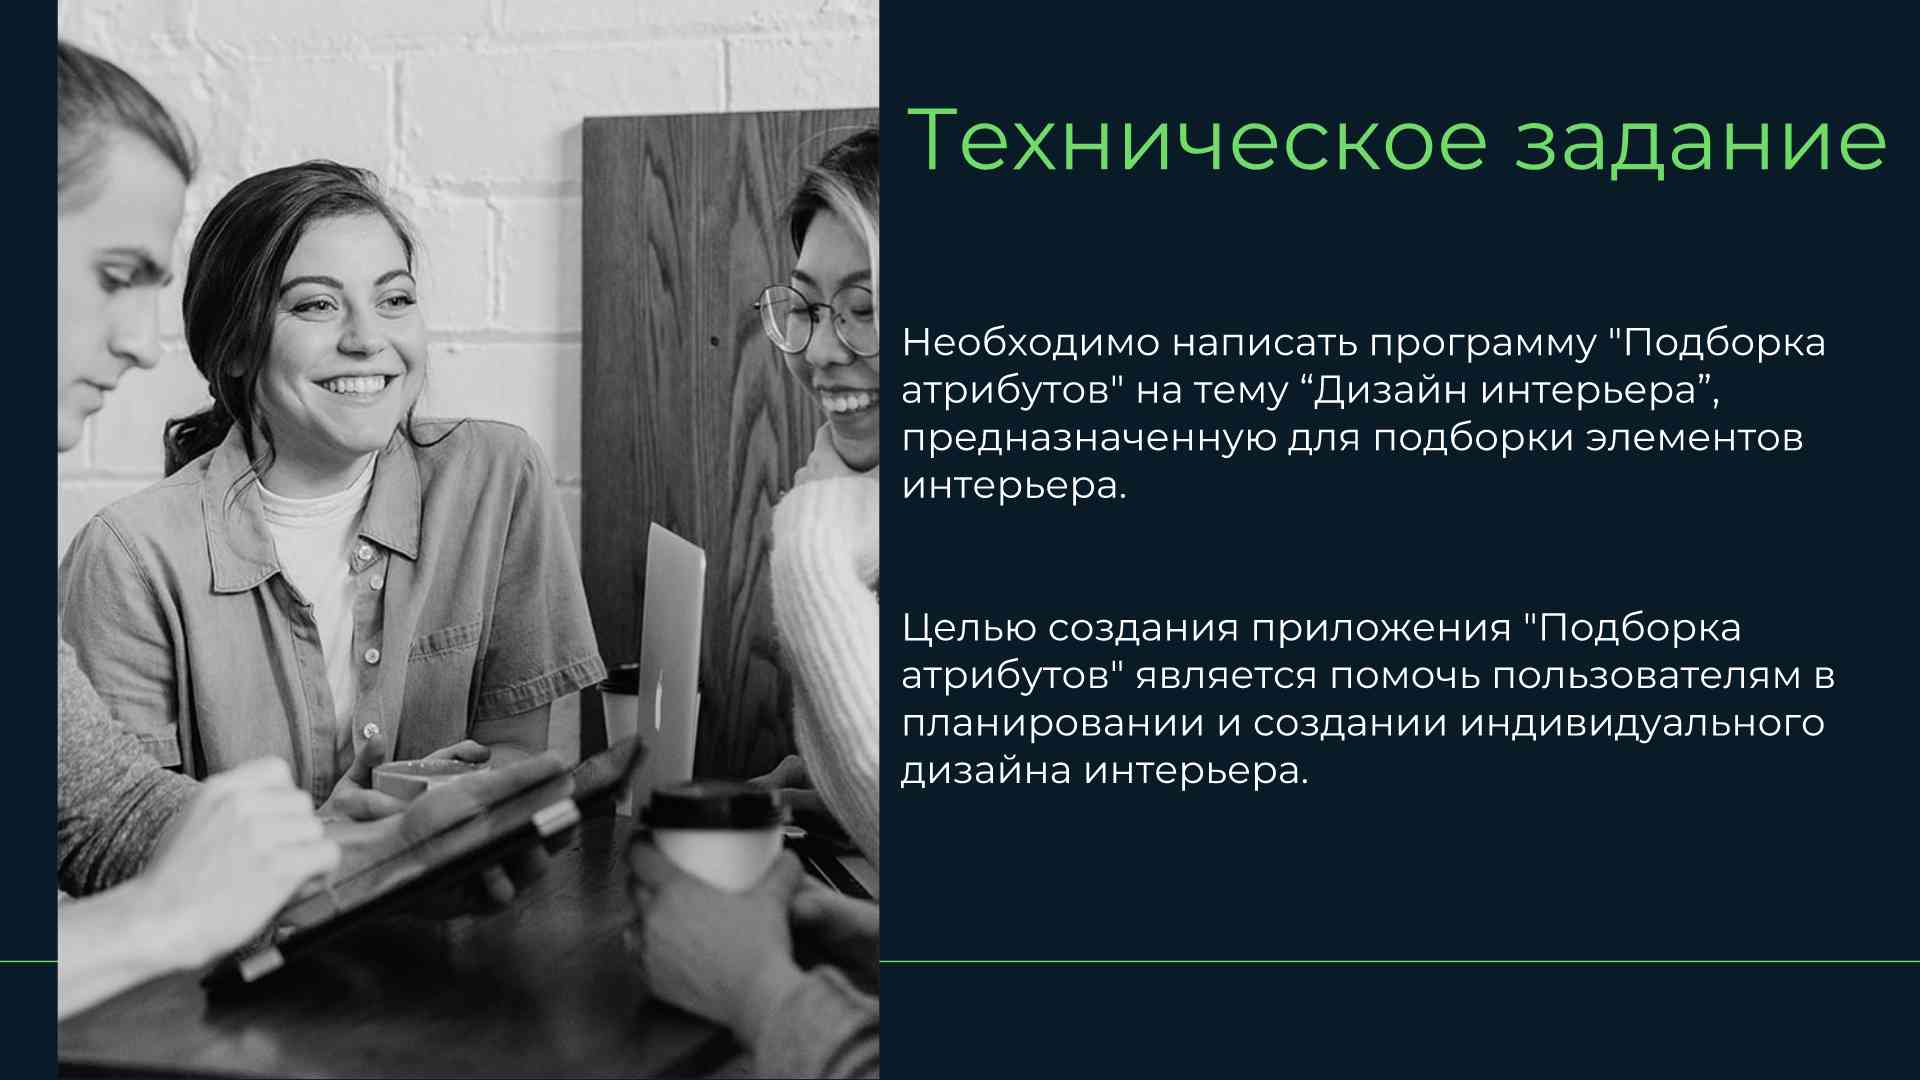 Техническое задание
Необходимо написать программу "Подборка
атрибутов" на тему “Дизайн интерьера”,
предназначенную для подборки элементов
интерьера.
Целью создания приложения "Подборка
атрибутов" является помочь пользователям в
планировании и создании индивидуального
дизайна интерьера.